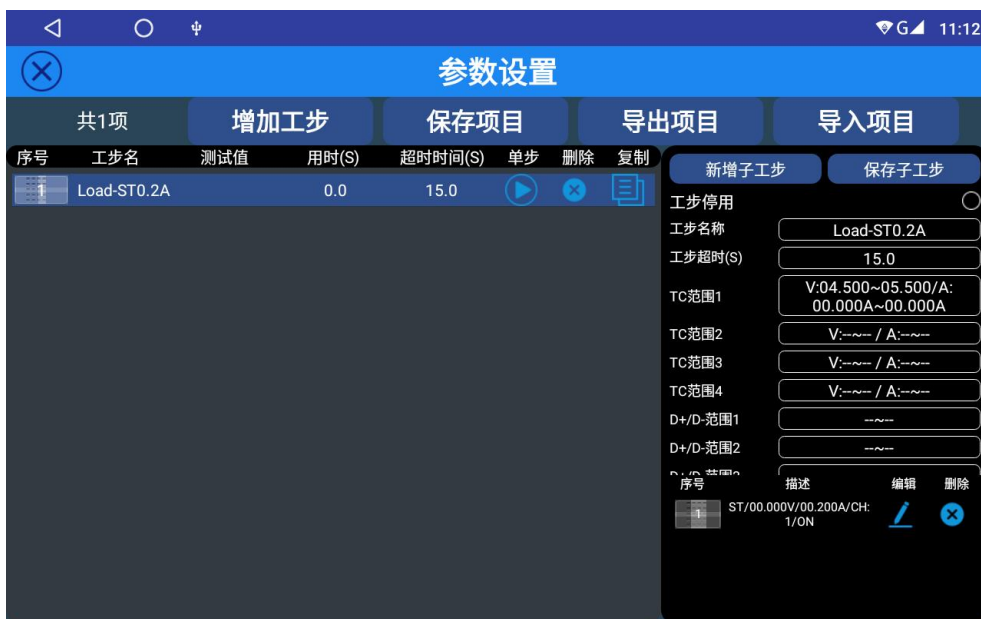 G 11:12
参数设置
共1项 增加工步 保存项目 导出项目 导入项目
序号 工步名 测试值 用时(S) 超时时间(S) 单步 删除 复制
1 Load-ST0.2A 0.0 15.0
新增子工步 保存子工步
工步停用
工步名称 Load-ST0.2A
工步超时(S) 15.0
TC范围1 V:04.500~05.500/A:
00.000A~00.000A
TC范围2 V:--~-- / A:--~--
TC范围3 V:--~-- / A:--~--
TC范围4 V:--~-- / A:--~--
D+/D-范围1 --~--
D+/D-范围2 --~--
序号 描述 编辑 删除
1 ST/00.000V/00.200A/CH:
1/ON